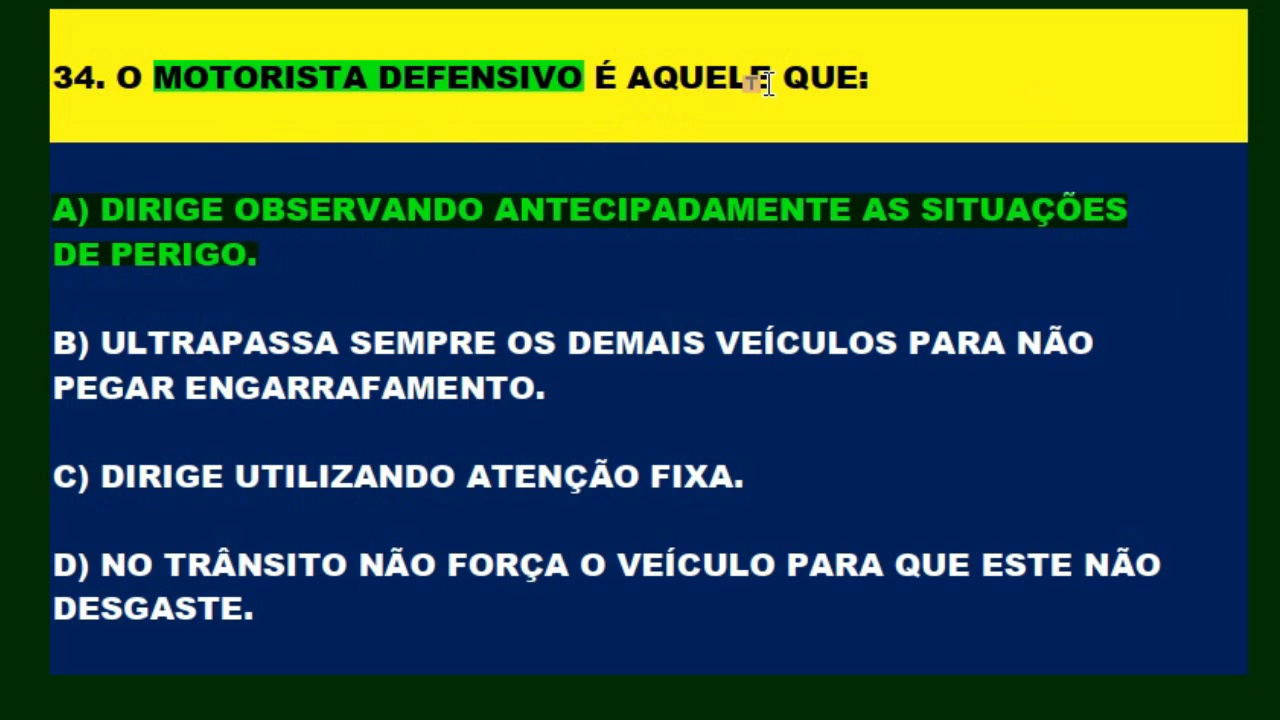 34. O MOTORISTA DEFENSIVO É AQUELE QUE:
A) DIRIGE OBSERVANDO ANTECIPADAMENTE AS SITUAÇÕES
DE PERIGO.
B) ULTRAPASSA SEMPRE OS DEMAIS VEÍCULOS PARA NÃO
PEGAR ENGARRAFAMENTO.
C) DIRIGE UTILIZANDO ATENÇÃO FIXA.
D) NO TRÂNSITO NÃO FORÇA O VEÍCULO PARA QUE ESTE NÃO
DESGASTE.